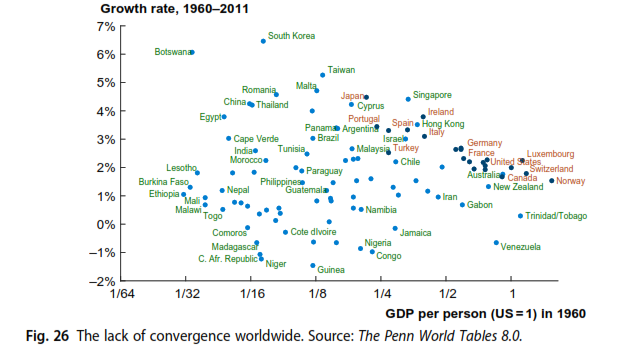 Growth rate, 1960–2011
7%
South Korea
6%
Botswana
Taiwan
5%
Malta
Romania
Japan
Singapore
China
Thailand
Cyprus
4%
Egypt
Ireland
Portugal
Hong Kong
Panama
Argentina
Spain
Italy
3%
Cape Verde
Brazil
Israel
Germany
India
Tunisia
Malaysia
Turkey
France
Luxembourg
Morocco
Chile
United States
2%
Lesotho
Paraguay
Switzerland
Australia
Canada
Burkina Faso
Philippines
Norway
Ethiopia
Nepal
Guatemala
New Zealand
1%
Mali
Iran
Malawi
Togo
Namibia
Gabon
Trinidad/Tobago
0%
Comoros
Cote dIvoire
Jamaica
Madagascar
Nigeria
Venezuela
–1%
C. Afr. Republic
Niger
Guinea
Congo
–2%
1/64 1/32 1/16 1/8 1/4 1/2 1
GDP per person (US = 1) in 1960
Fig. 26 The lack of convergence worldwide. Source: The Penn World Tables 8.0.